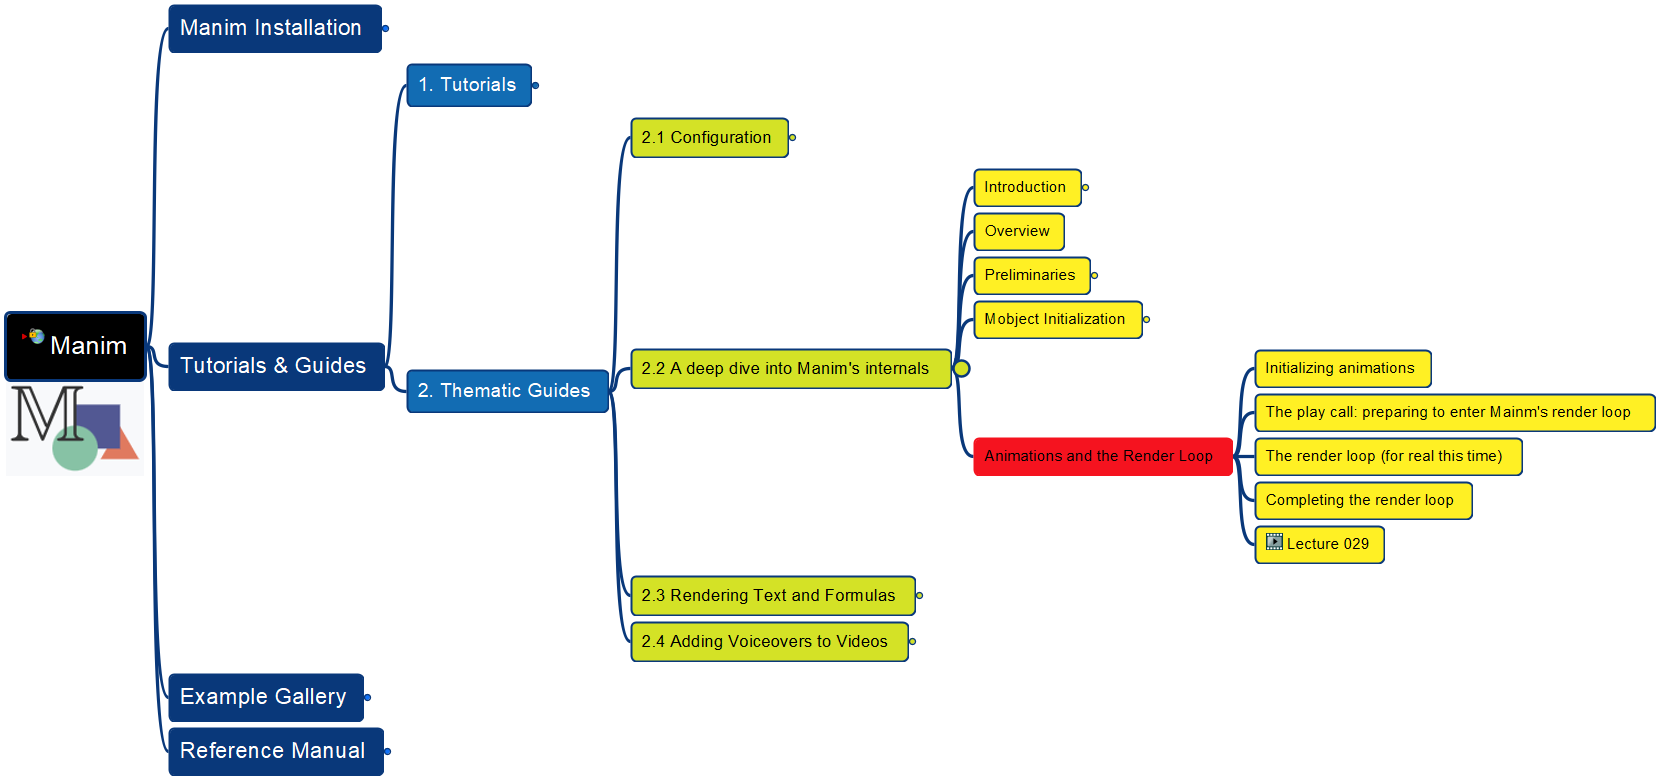 Manim
M
Manim Installation
Tutorials & Guides
1. Tutorials
2. Thematic Guides
2.1 Configuration
2.2 A deep dive into Manim's internals
Introduction
Overview
Preliminaries
Mobject Initialization
Animations and the Render Loop
Initializing animations
The play call: preparing to enter Mainm's render loop
The render loop (for real this time)
Completing the render loop
Lecture 029
2.3 Rendering Text and Formulas
2.4 Adding Voiceovers to Videos
Example Gallery
Reference Manual